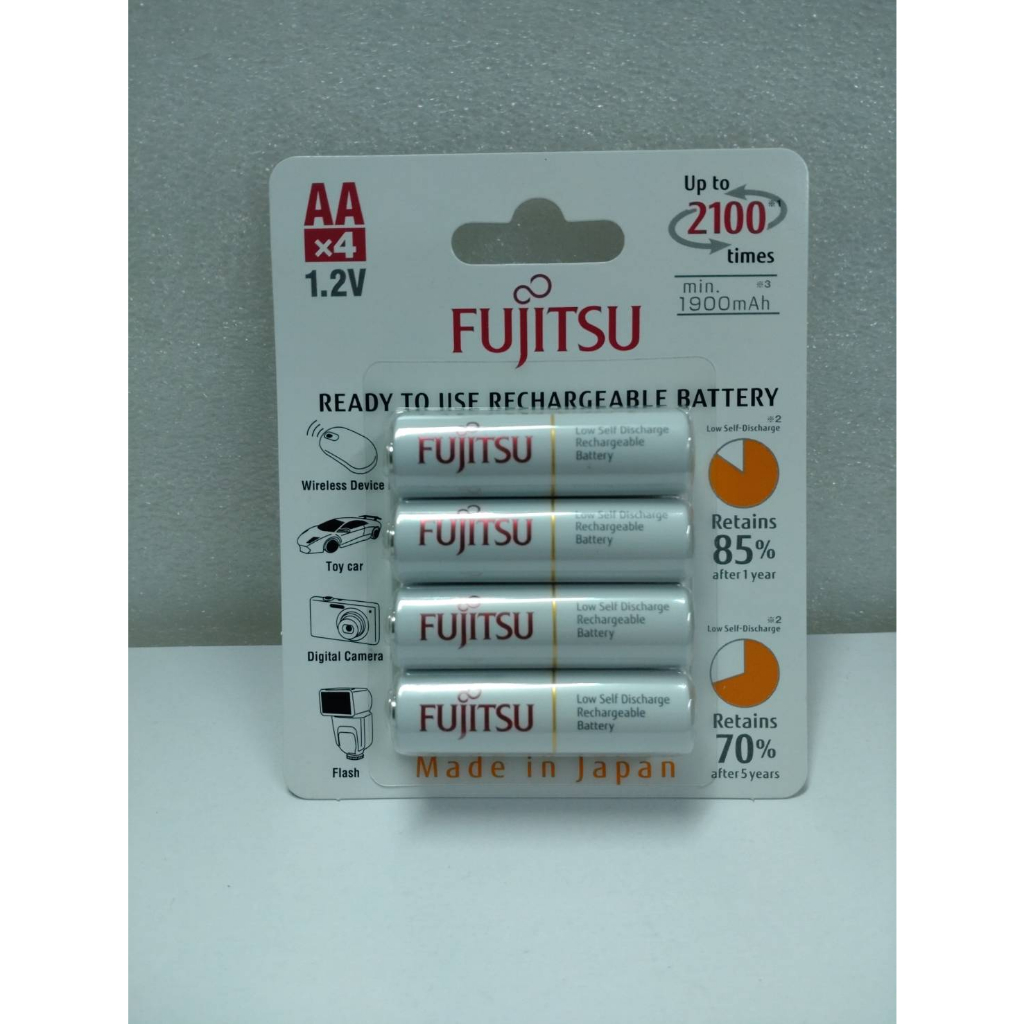 AA
×4
1.2V
Up to
2100※1
times
min. ※3
1900mAh
FUJITSU
READY TO USE RECHARGEABLE BATTERY
Wireless Device
Toy car
Digital Camera
Flash
FUJITSU
Low Self Discharge
Rechargeable
Battery
FUJITSU
Low Self Discharge
Rechargeable
Battery
FUJITSU
Low Self Discharge
Rechargeable
Battery
FUJITSU
Low Self Discharge
Rechargeable
Battery
※2
Low Self-Discharge
Retains
85%
after 1 year
※2
Low Self-Discharge
Retains
70%
after 5 years
Made in Japan